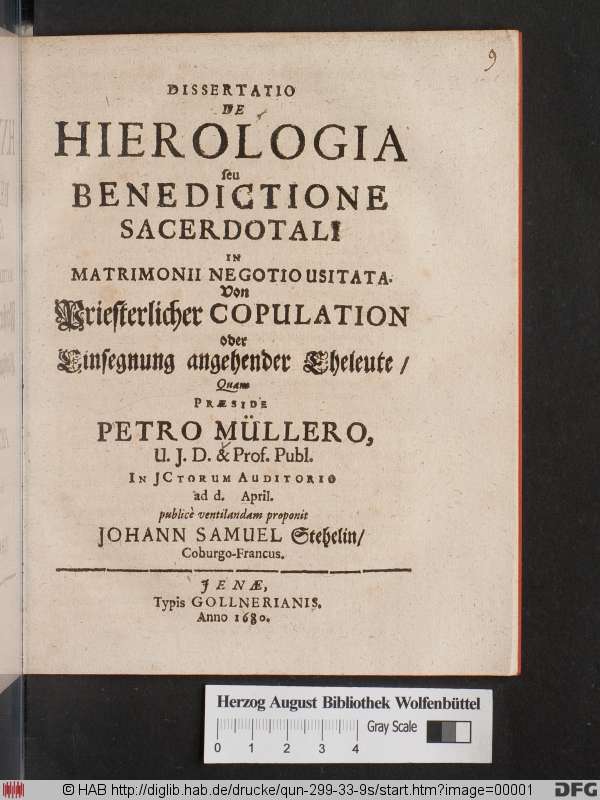 9
DISSERTATIO
DE
HIEROLOGIA
seu
BENEDICTIONE
SACERDOTALI
IN
MATRIMONII NEGOTIO USITATA.
Von
Priesterlicher COPULATION
oder
Einsegnung angehender Eheleute /
Quam
PRÆSIDE
PETRO MÜLLERO,
U. J. D. & Prof. Publ.
IN JCTORUM AUDITORIO
ad d. April.
publicè ventilandam proponit
JOHANN SAMUEL Stehelin/
Coburgo-Francus.
JENÆ,
Typis GOLLNERIANIS.
Anno 1680.
Herzog August Bibliothek Wolfenbüttel
Gray Scale
0 1 2 3 4
© HAB http://diglib.hab.de/drucke/qun-299-33-9s/start.htm?image=00001
DFG